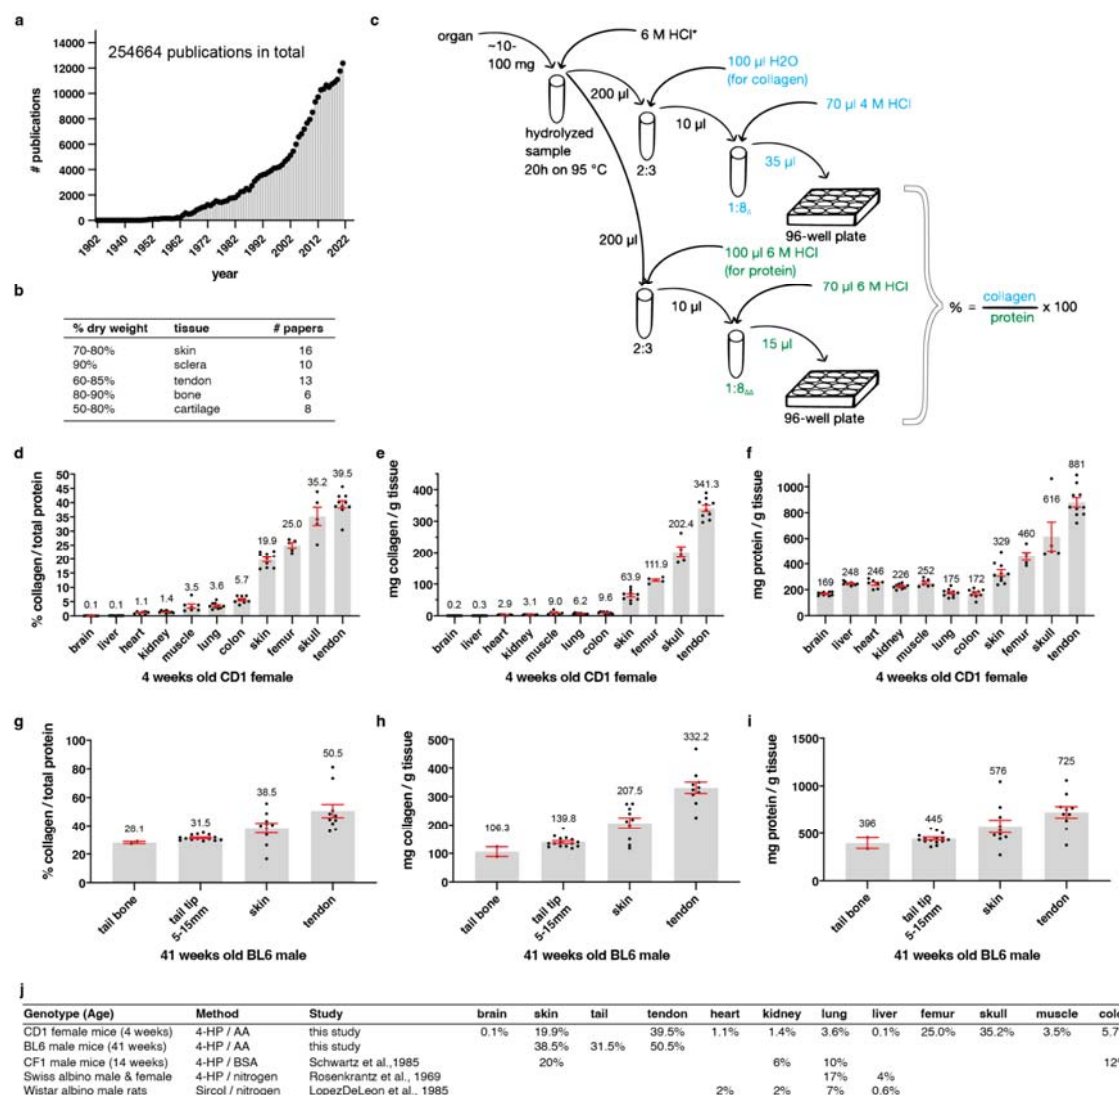 a
254664 publications in total
# publications
14000
12000
10000
8000
6000
4000
2000
0
1902
1940
1952
1962
1972
1982
1992
2002
2012
2022
year
b
% dry weight tissue # papers
70-80% skin 16
90% sclera 10
60-85% tendon 13
80-90% bone 6
50-80% cartilage 8
c
organ
~10-
100 mg
6 M HCl*
hydrolyzed
sample
20h on 95 °C
200 µl
100 µl H2O
(for collagen)
2:3
10 µl
70 µl 4 M HCl
1:8
35 µl
96-well plate
200 µl
100 µl 6 M HCl
(for protein)
2:3
10 µl
70 µl 6 M HCl
1:8
15 µl
96-well plate
% = collagen
protein x 100
d
% collagen / total protein
50
45
40
35
30
25
20
15
10
5
0
0.1 0.1 1.1 1.4 3.5 3.6 5.7 19.9 25.0 35.2 39.5
brain liver heart kidney muscle lung colon skin femur skull tendon
4 weeks old CD1 female
e
mg collagen / g tissue
400
300
200
100
0
0.2 0.3 2.9 3.1 9.0 6.2 9.6 63.9 111.9 202.4 341.3
brain liver heart kidney muscle lung colon skin femur skull tendon
4 weeks old CD1 female
f
mg protein / g tissue
1000
800
600
400
200
0
169 248 246 226 252 175 172 329 460 616 881
brain liver heart kidney muscle lung colon skin femur skull tendon
4 weeks old CD1 female
g
% collagen / total protein
100
80
60
40
20
0
28.1 31.5 38.5 50.5
tail bone tail tip 5-15mm skin tendon
41 weeks old BL6 male
h
mg collagen / g tissue
500
400
300
200
100
0
106.3 139.8 207.5 332.2
tail bone tail tip 5-15mm skin tendon
41 weeks old BL6 male
i
mg protein / g tissue
1500
1000
500
0
396 445 576 725
tail bone tail tip 5-15mm skin tendon
41 weeks old BL6 male
j
Genotype (Age) Method Study brain skin tail tendon heart kidney lung liver femur skull muscle colo
CD1 female mice (4 weeks) 4-HP / AA this study 0.1% 19.9% 39.5% 1.1% 1.4% 3.6% 0.1% 25.0% 35.2% 3.5% 5.7
BL6 male mice (41 weeks) 4-HP / AA this study 38.5% 31.5% 50.5%
CF1 male mice (14 weeks) 4-HP / BSA Schwartz et al.,1985 20% 6% 10% 12%
Swiss albino male & female 4-HP / nitrogen Rosenkrantz et al., 1969 17% 4%
Wistar albino male rats Sircol / nitrogen LopezDeLeon et al., 1985 2% 2% 7% 0.6%